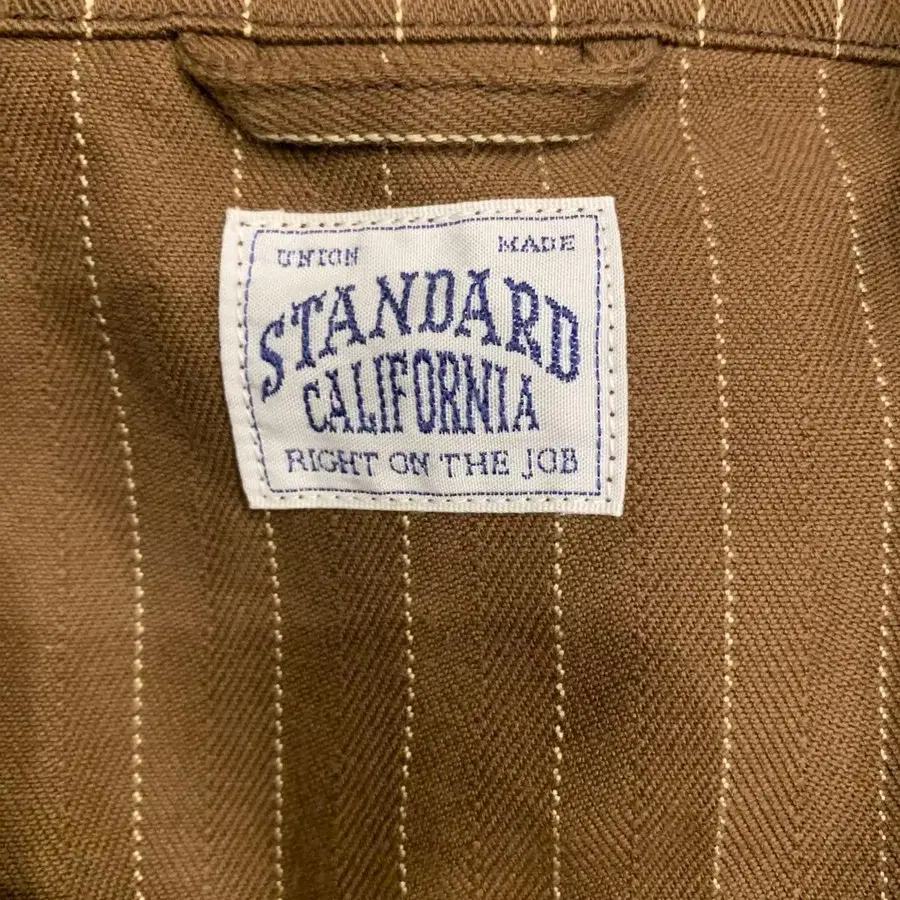 UNION MADE
STANDARD
CALIFORNIA
RIGHT ON THE JOB